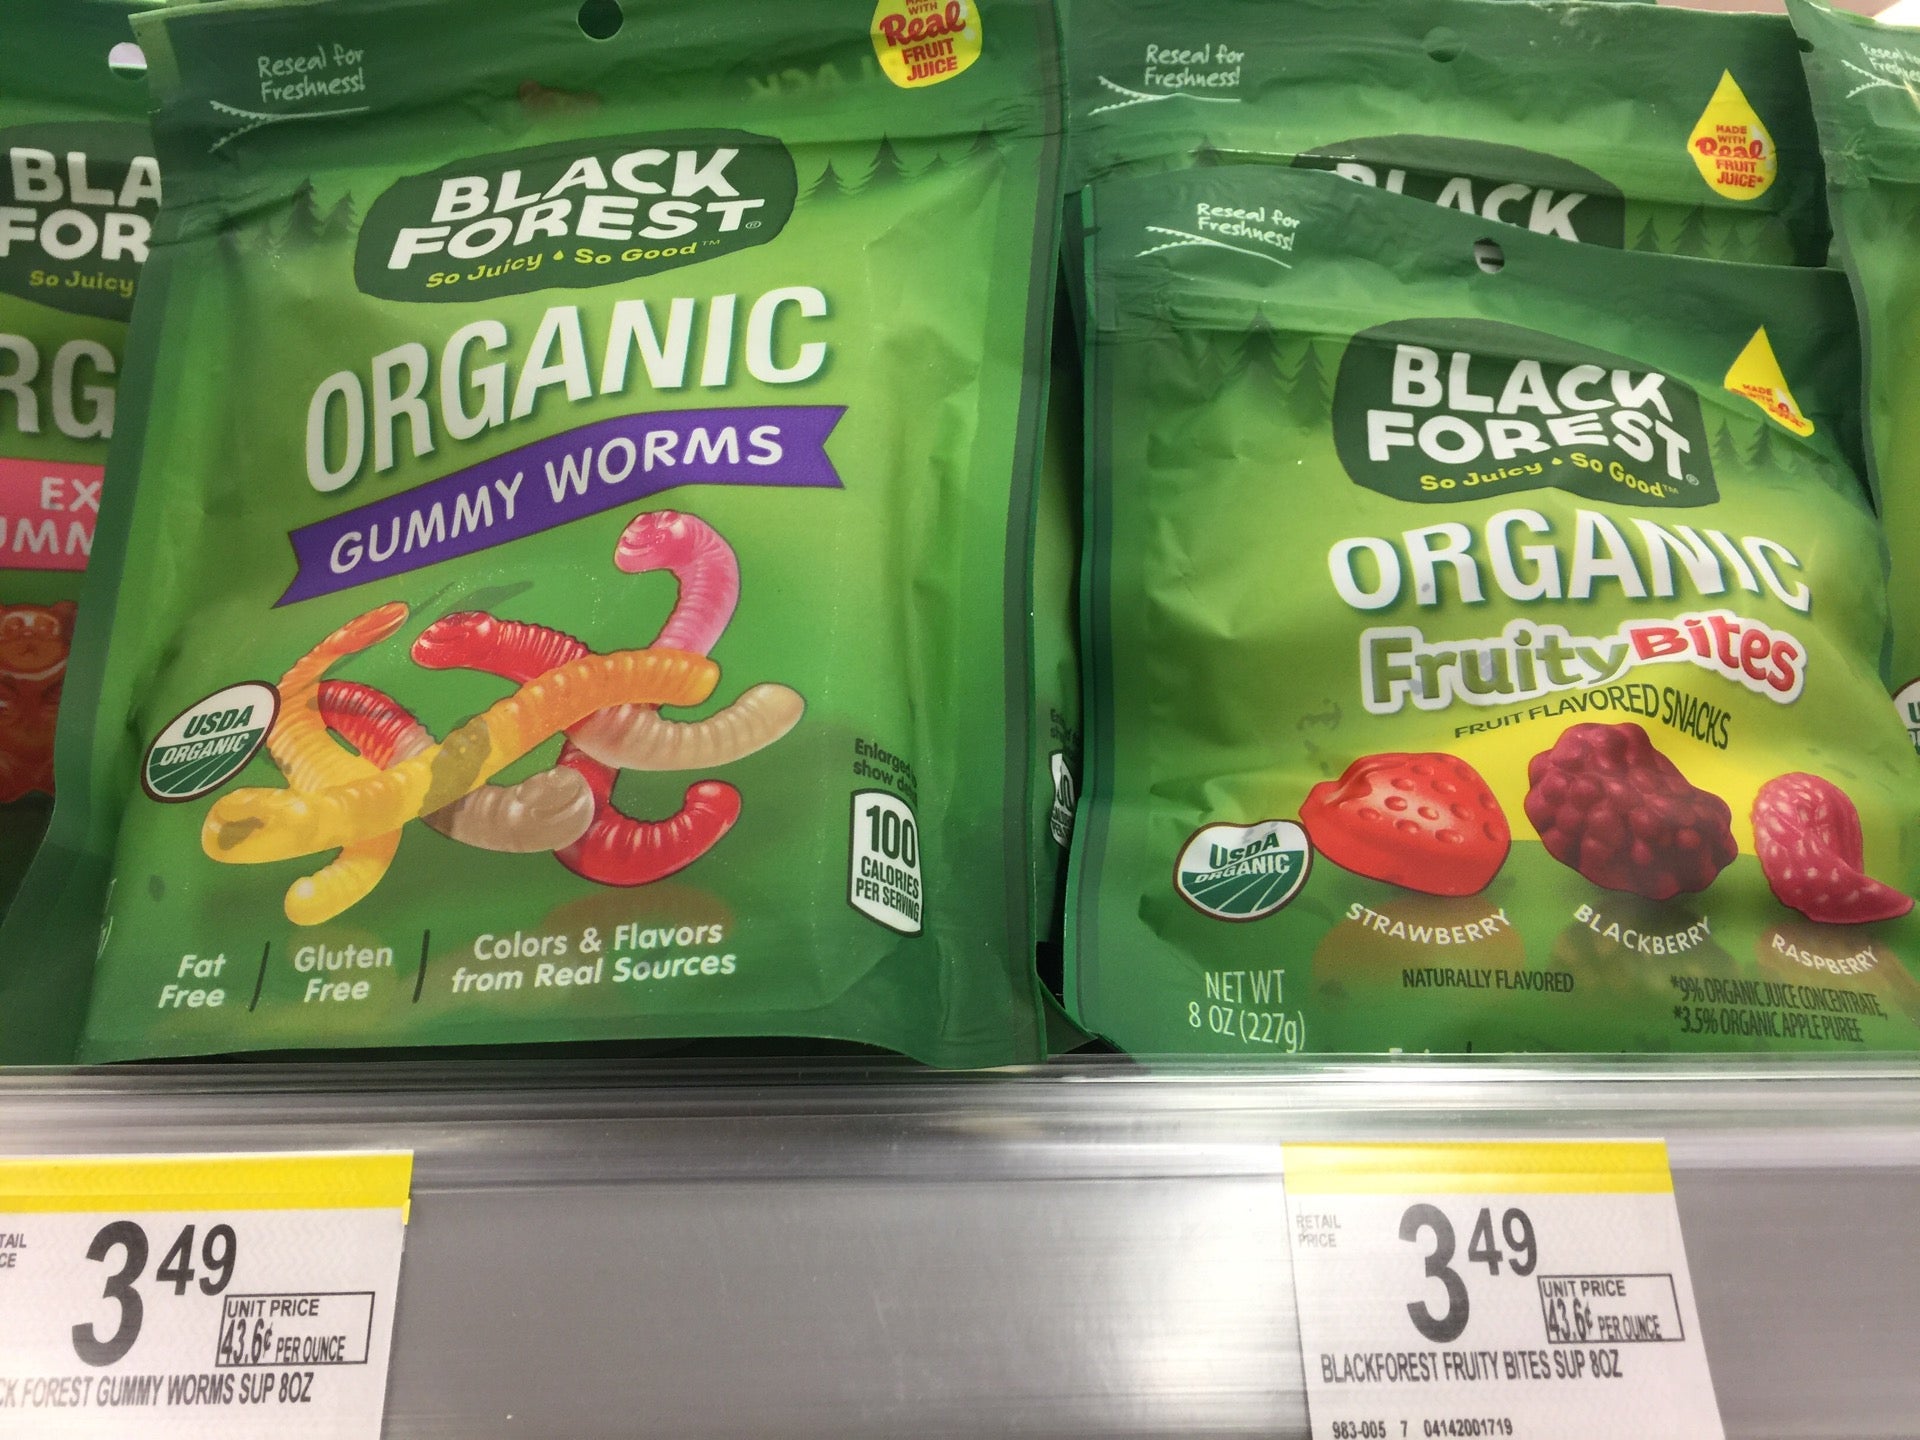 BLA
FOR
So Juicy
RG
EX
UMM
Reseal for
Freshness!
WITH
Real
FRUIT
JUICE
BLACK
FOREST®
So Juicy • So Good™
ORGANIC
GUMMY WORMS
USDA
ORGANIC
Enlarged
show
100
CALORIES
PER SERVING
Fat
Free
Gluten
Free
Colors & Flavors
from Real Sources
Reseal for
Freshness!
MADE
WITH
Real
FRUIT
JUICE*
BLACK
Reseal for
Freshness!
BLACK
FOREST®
So Juicy • So Good™
MADE
WITH
ORGANIC
Fruity Bites
FRUIT FLAVORED SNACKS
USDA
ORGANIC
STRAWBERRY
BLACKBERRY
RASPBERRY
NET WT
8 OZ (227g)
NATURALLY FLAVORED
*9% ORGANIC JUICE CONCENTRATE,
*3.5% ORGANIC APPLE PUREE
TAIL
CE
3 49
UNIT PRICE
43.6¢ PER OUNCE
CK FOREST GUMMY WORMS SUP 8OZ
RETAIL
PRICE
3 49
UNIT PRICE
43.6¢ PER OUNCE
BLACKFOREST FRUITY BITES SUP 8OZ
983-005 7 04142001719